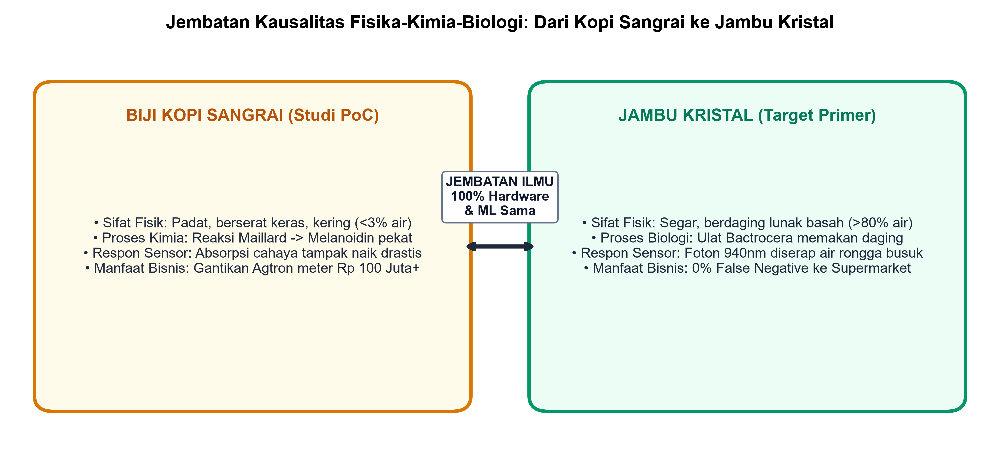 Jembatan Kausalitas Fisika-Kimia-Biologi: Dari Kopi Sangrai ke Jambu Kristal
BIJI KOPI SANGRAI (Studi PoC)
• Sifat Fisik: Padat, berserat keras, kering (<3% air)
• Proses Kimia: Reaksi Maillard -> Melanoidin pekat
• Respon Sensor: Absorpsi cahaya tampak naik drastis
• Manfaat Bisnis: Gantikan Agtron meter Rp 100 Juta+
JEMBATAN ILMU
100% Hardware
& ML Sama
JAMBU KRISTAL (Target Primer)
• Sifat Fisik: Segar, berdaging lunak basah (>80% air)
• Proses Biologi: Ulat Bactrocera memakan daging
• Respon Sensor: Foton 940nm diserap air rongga busuk
• Manfaat Bisnis: 0% False Negative ke Supermarket